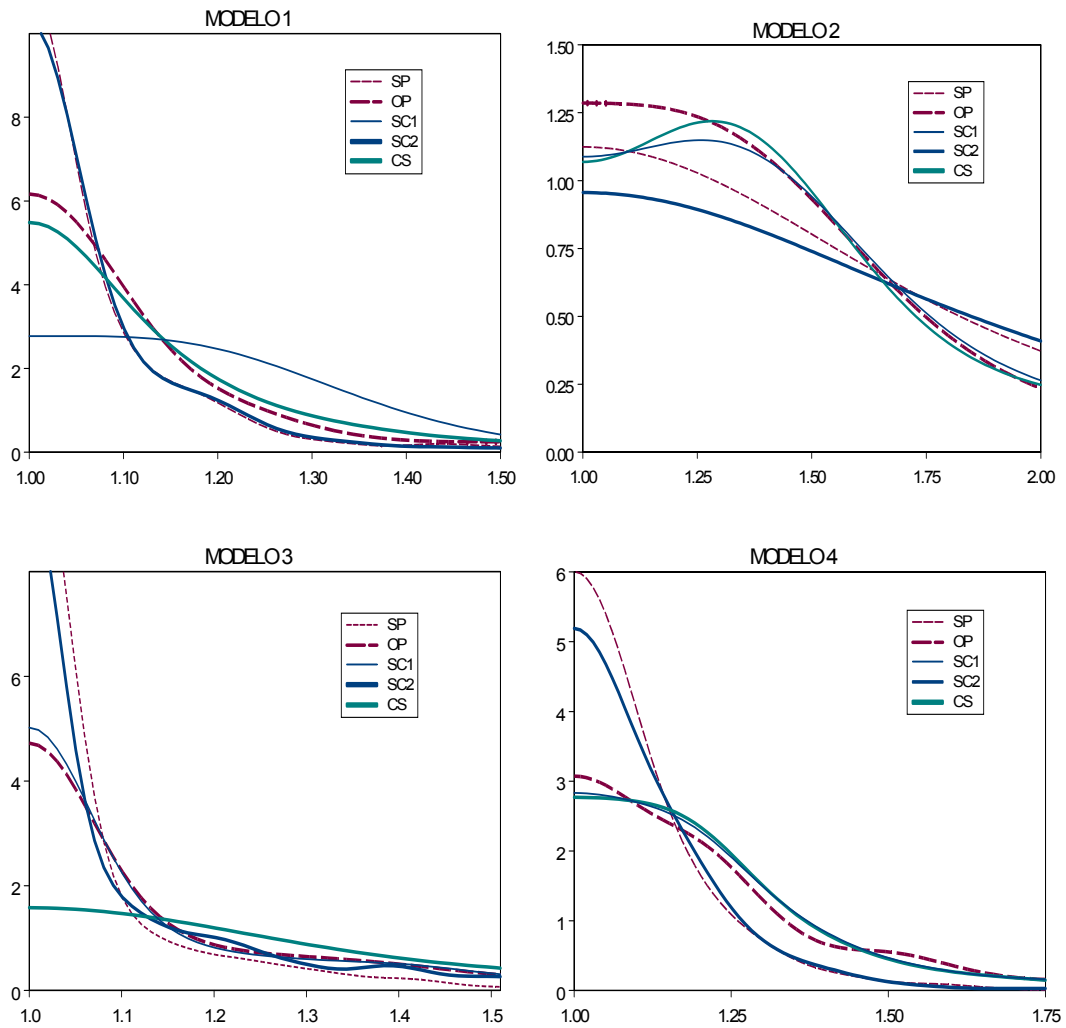 MODELO 1
8
6
4
2
0
SP
OP
SC1
SC2
CS
1.00 1.10 1.20 1.30 1.40 1.50
MODELO 2
1.50
1.25
1.00
0.75
0.50
0.25
0.00
SP
OP
SC1
SC2
CS
1.00 1.25 1.50 1.75 2.00
MODELO 3
6
4
2
0
SP
OP
SC1
SC2
CS
1.0 1.1 1.2 1.3 1.4 1.5
MODELO 4
6
5
4
3
2
1
0
SP
OP
SC1
SC2
CS
1.00 1.25 1.50 1.75